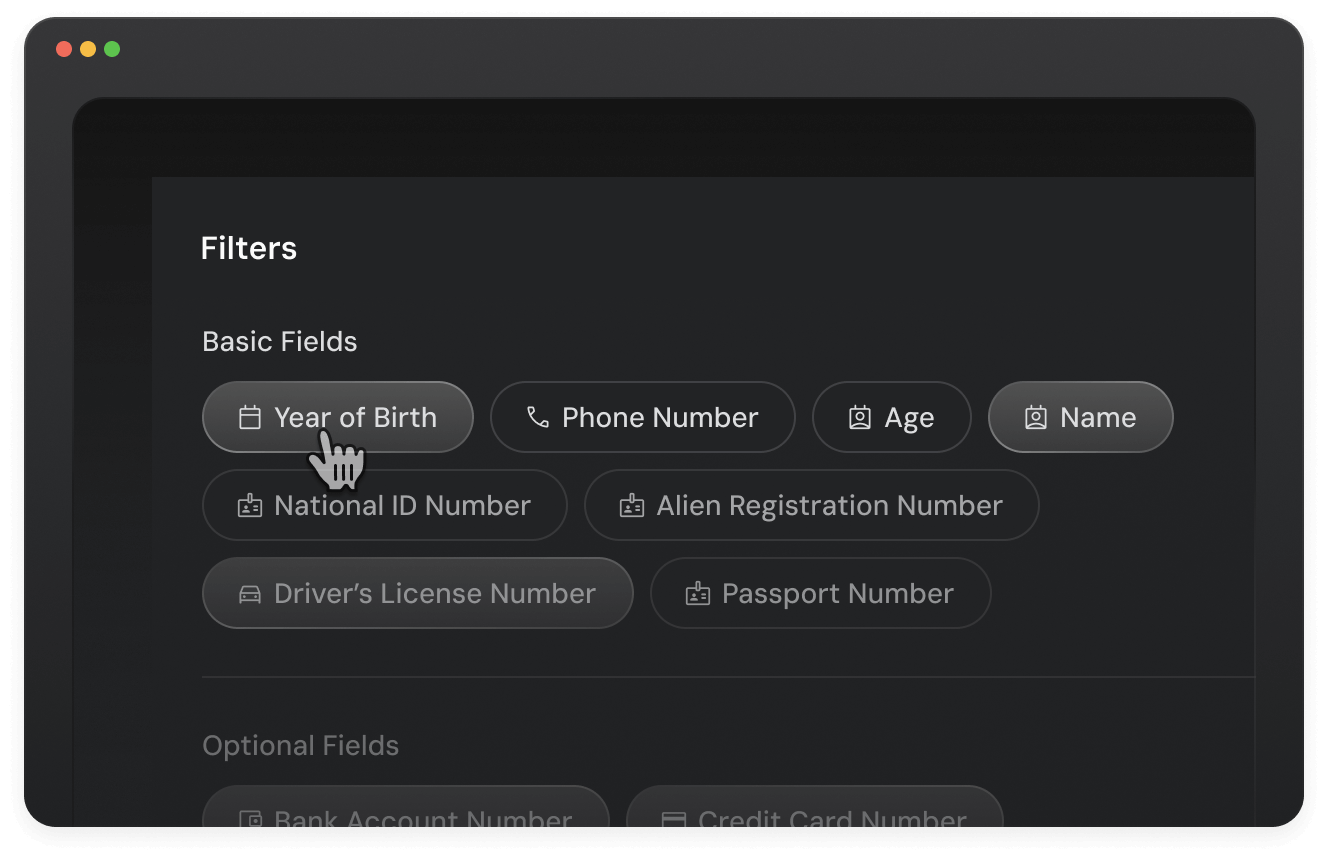 Filters
Basic Fields
Year of Birth Phone Number Age Name
National ID Number Alien Registration Number
Driver’s License Number Passport Number
Optional Fields
Bank Account Number Credit Card Number